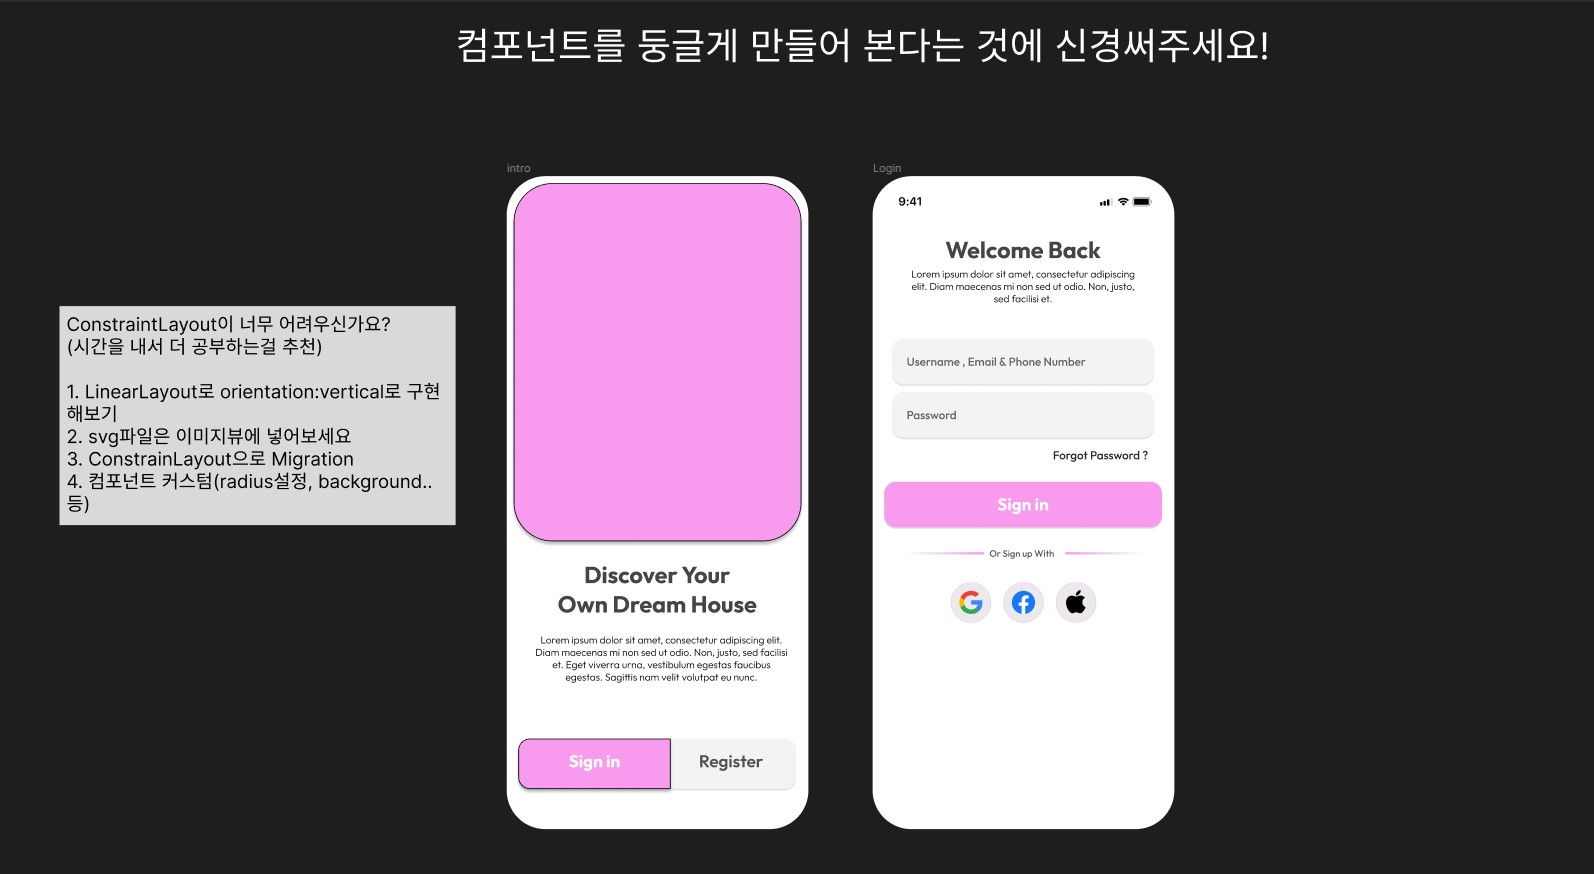 컴포넌트를 둥글게 만들어 본다는 것에 신경써주세요!
ConstraintLayout이 너무 어려우신가요?
(시간을 내서 더 공부하는걸 추천)
1. LinearLayout로 orientation:vertical로 구현
해보기
2. svg파일은 이미지뷰에 넣어보세요
3. ConstrainLayout으로 Migration
4. 컴포넌트 커스텀(radius설정, background..
등)
intro
Discover Your
Own Dream House
Lorem ipsum dolor sit amet, consectetur adipiscing elit.
Diam maecenas mi non sed ut odio. Non, justo, sed facilisi
et. Eget viverra urna, vestibulum egestas faucibus
egestas. Sagittis nam velit volutpat eu nunc.
Sign in
Register
Login
9:41
Welcome Back
Lorem ipsum dolor sit amet, consectetur adipiscing
elit. Diam maecenas mi non sed ut odio. Non, justo,
sed facilisi et.
Username , Email & Phone Number
Password
Forgot Password ?
Sign in
Or Sign up With